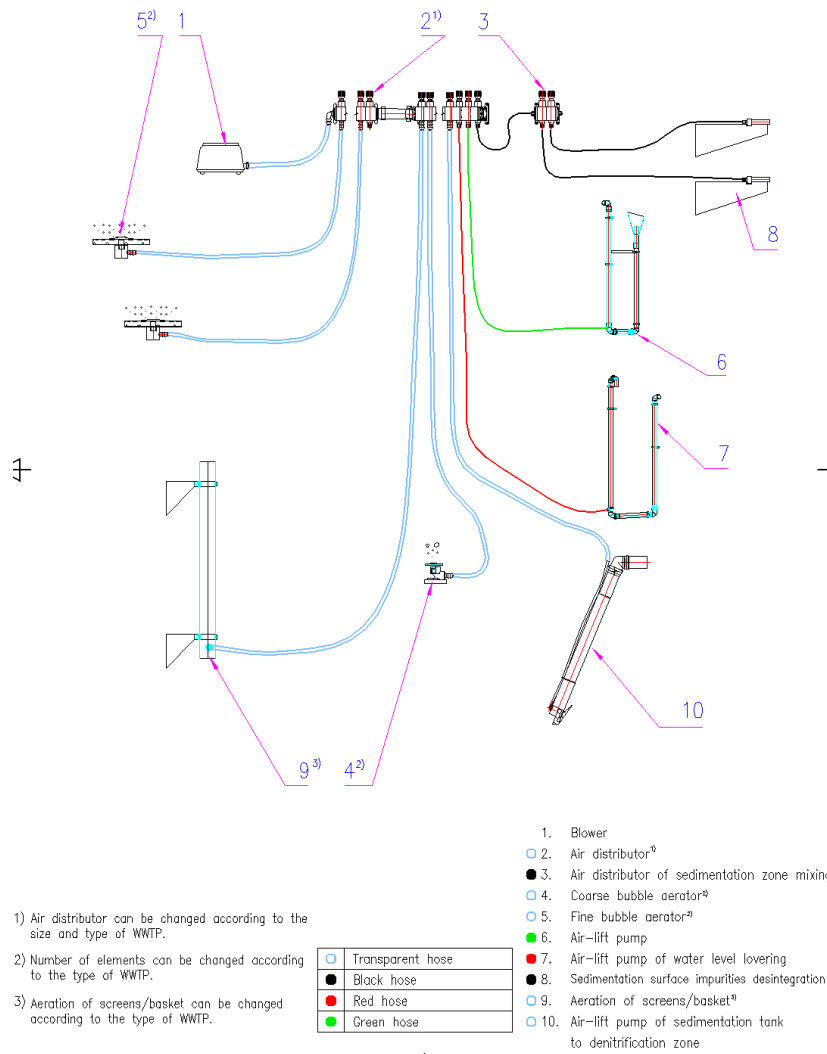 5²⁾
1
2¹⁾
3
8
6
7
10
9³⁾
4²⁾
1. Blower
2. Air distributor¹⁾
3. Air distributor of sedimentation zone mixin
4. Coarse bubble aerator²⁾
5. Fine bubble aerator²⁾
6. Air-lift pump
7. Air-lift pump of water level lovering
8. Sedimentation surface impurities desintegration
9. Aeration of screens/basket³⁾
10. Air-lift pump of sedimentation tank
to denitrification zone
1) Air distributor can be changed according to the
size and type of WWTP.
2) Number of elements can be changed according
to the type of WWTP.
3) Aeration of screens/basket can be changed
according to the type of WWTP.
Transparent hose
Black hose
Red hose
Green hose